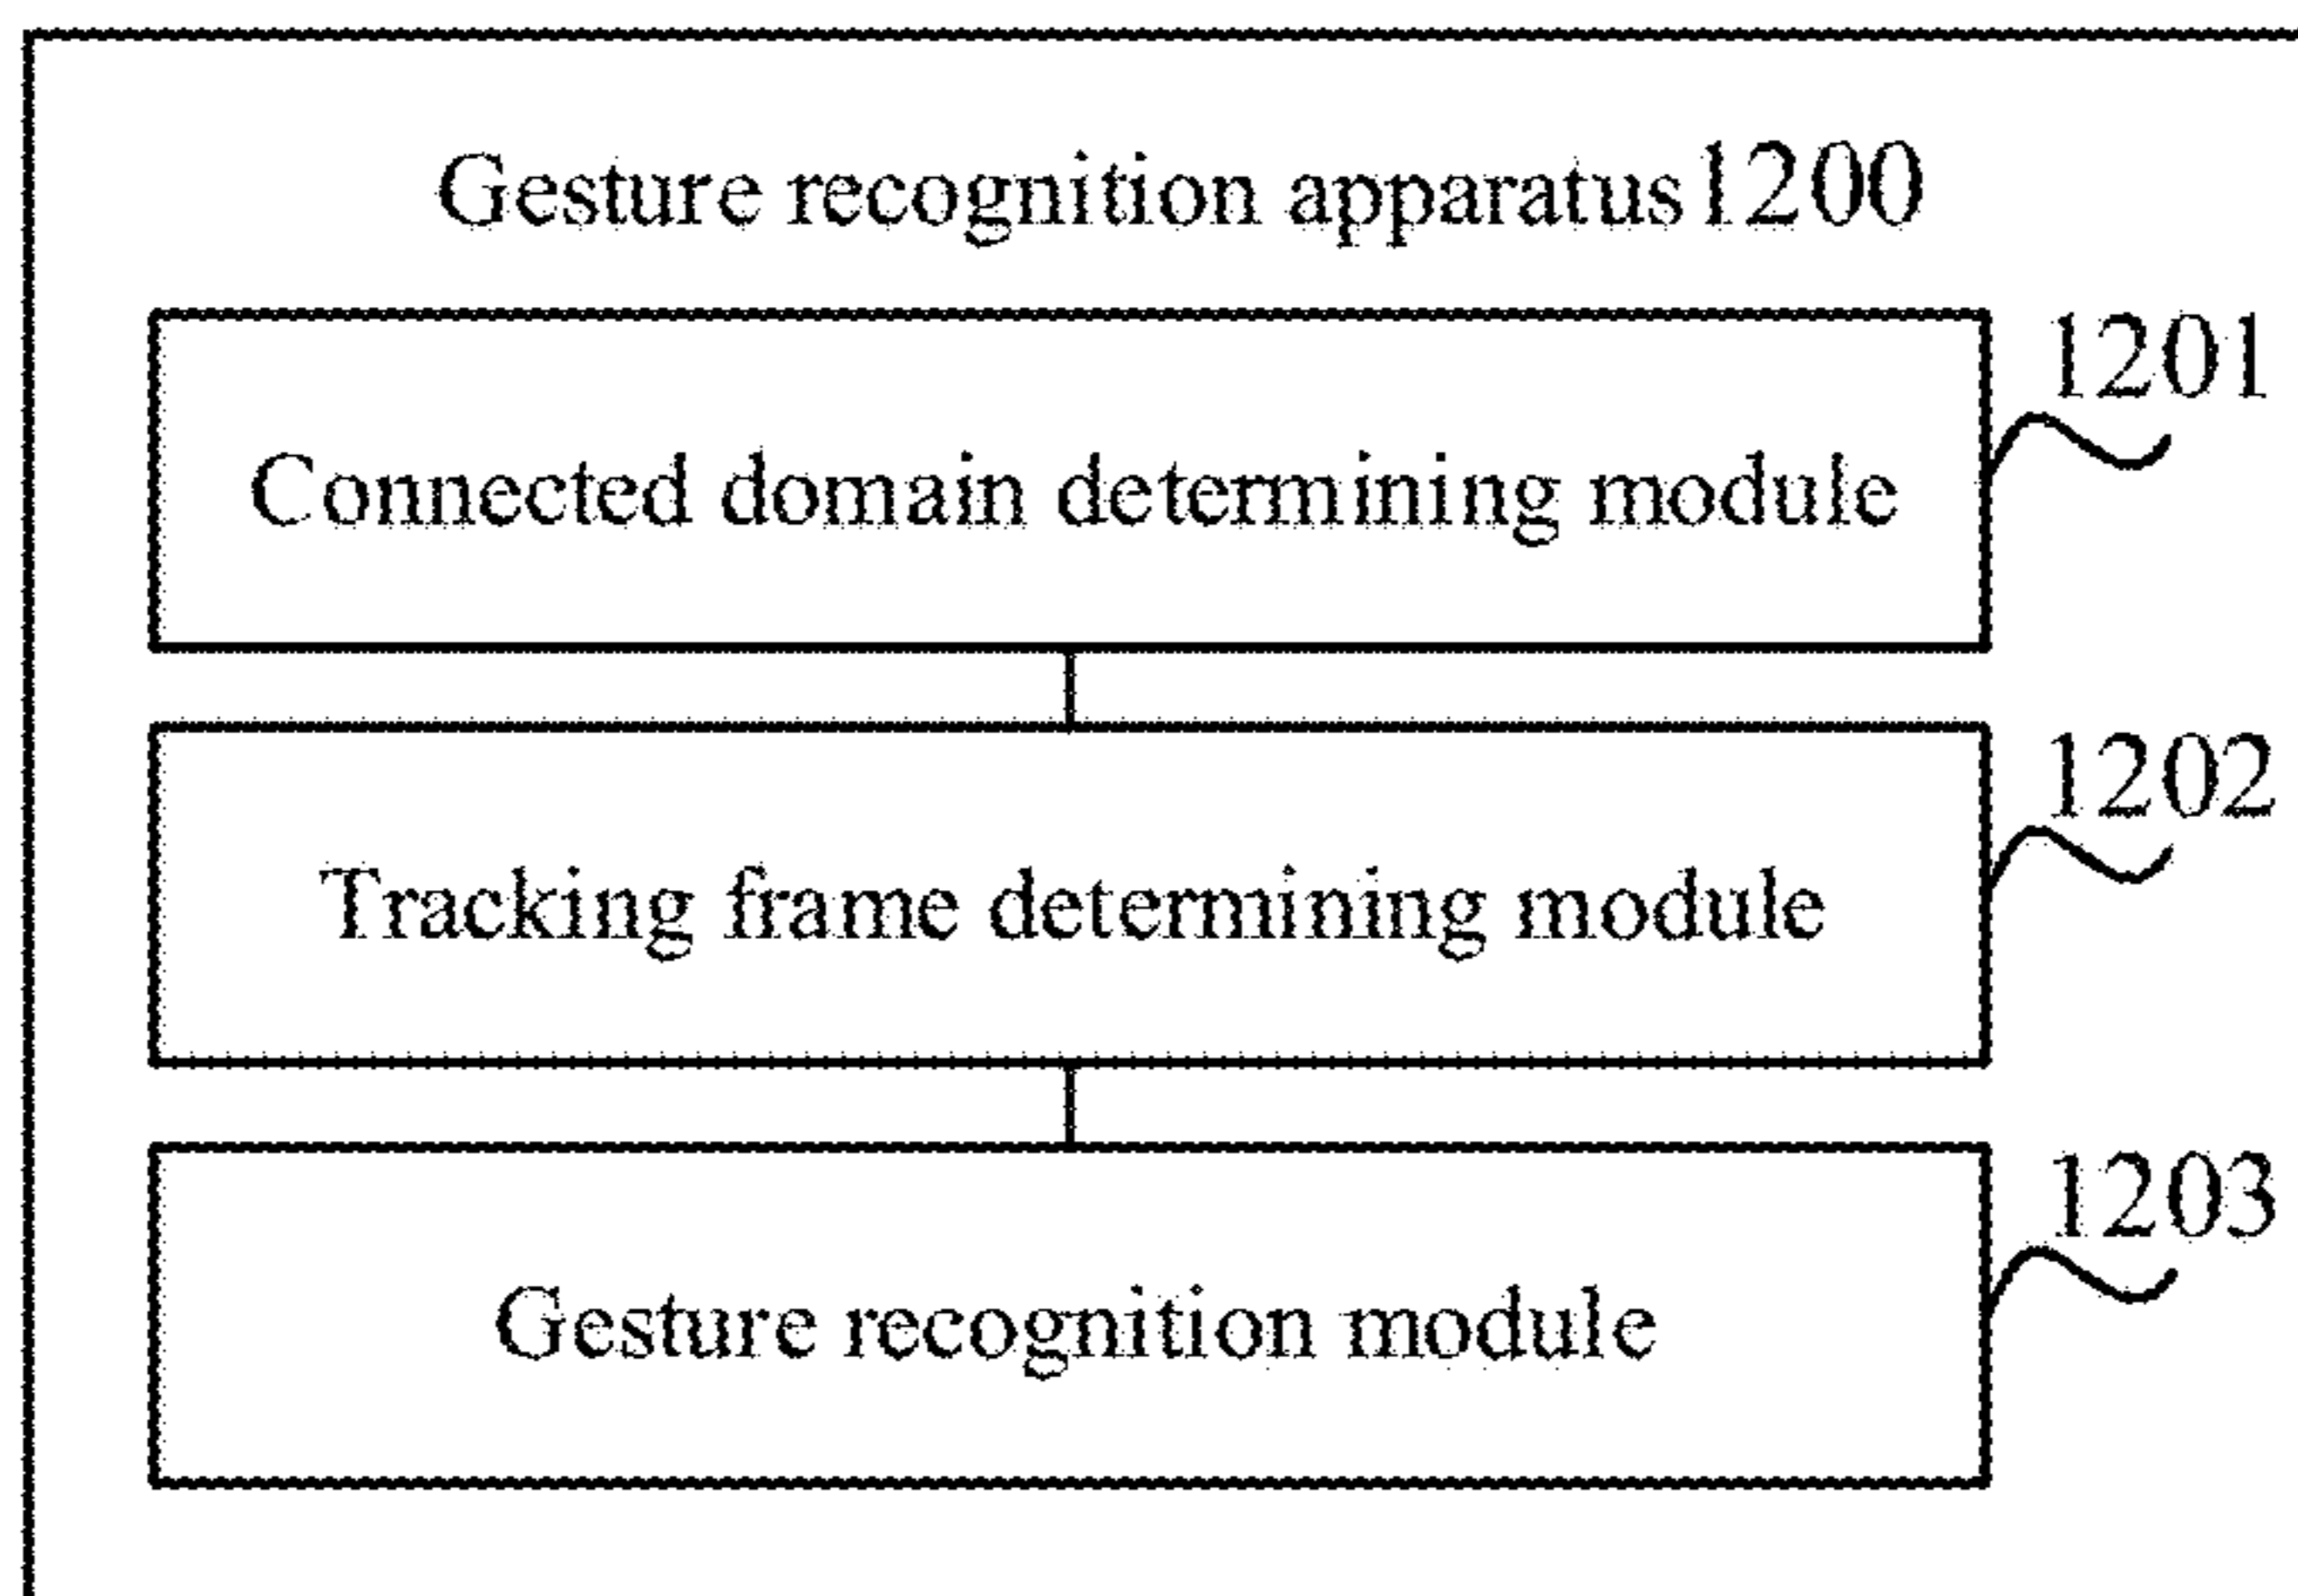 Gesture recognition apparatus 1200
1201
Connected domain determining module
1202
Tracking frame determining module
1203
Gesture recognition module